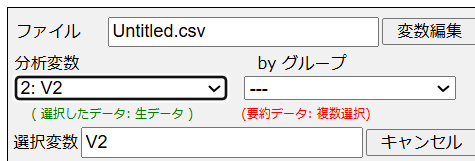 ファイル Untitled.csv 変数編集
分析変数 by グループ
2: V2 ---
( 選択したデータ: 生データ ) (要約データ: 複数選択)
選択変数 V2 キャンセル